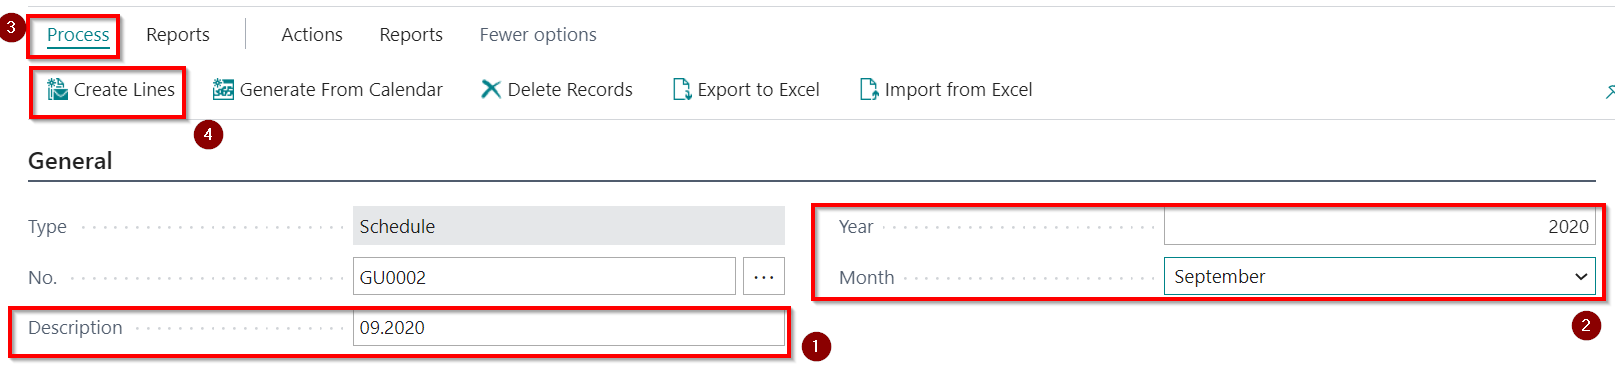 3 Process Reports Actions Reports Fewer options
Create Lines Generate From Calendar Delete Records Export to Excel Import from Excel
4
General
Type Schedule Year 2020
No. GU0002 ... Month September
Description 09.2020 1 2